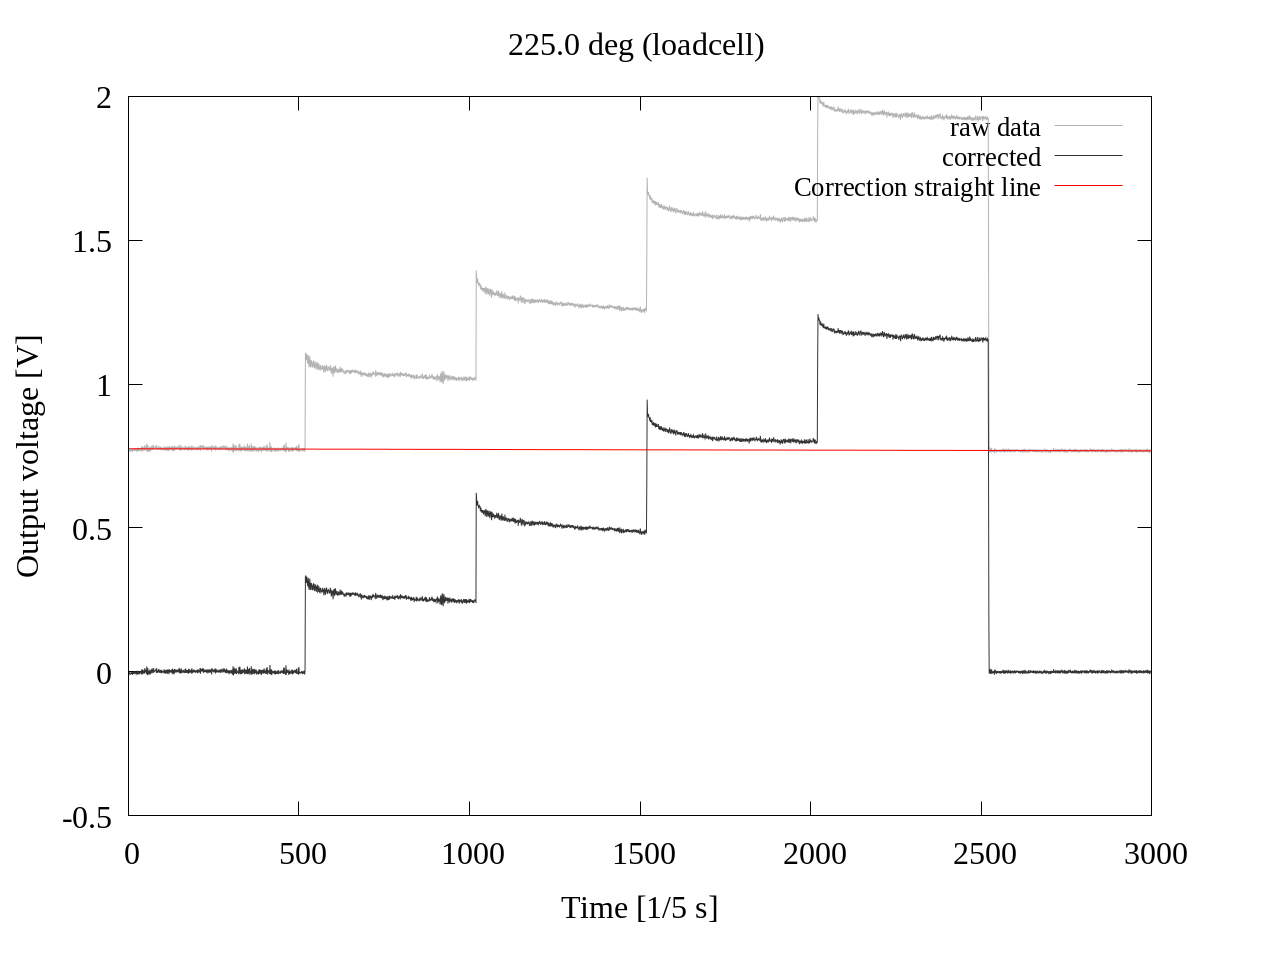 225.0 deg (loadcell)
2
1.5
1
0.5
0
-0.5
raw data
corrected
Correction straight line
Output voltage [V]
0 500 1000 1500 2000 2500 3000
Time [1/5 s]